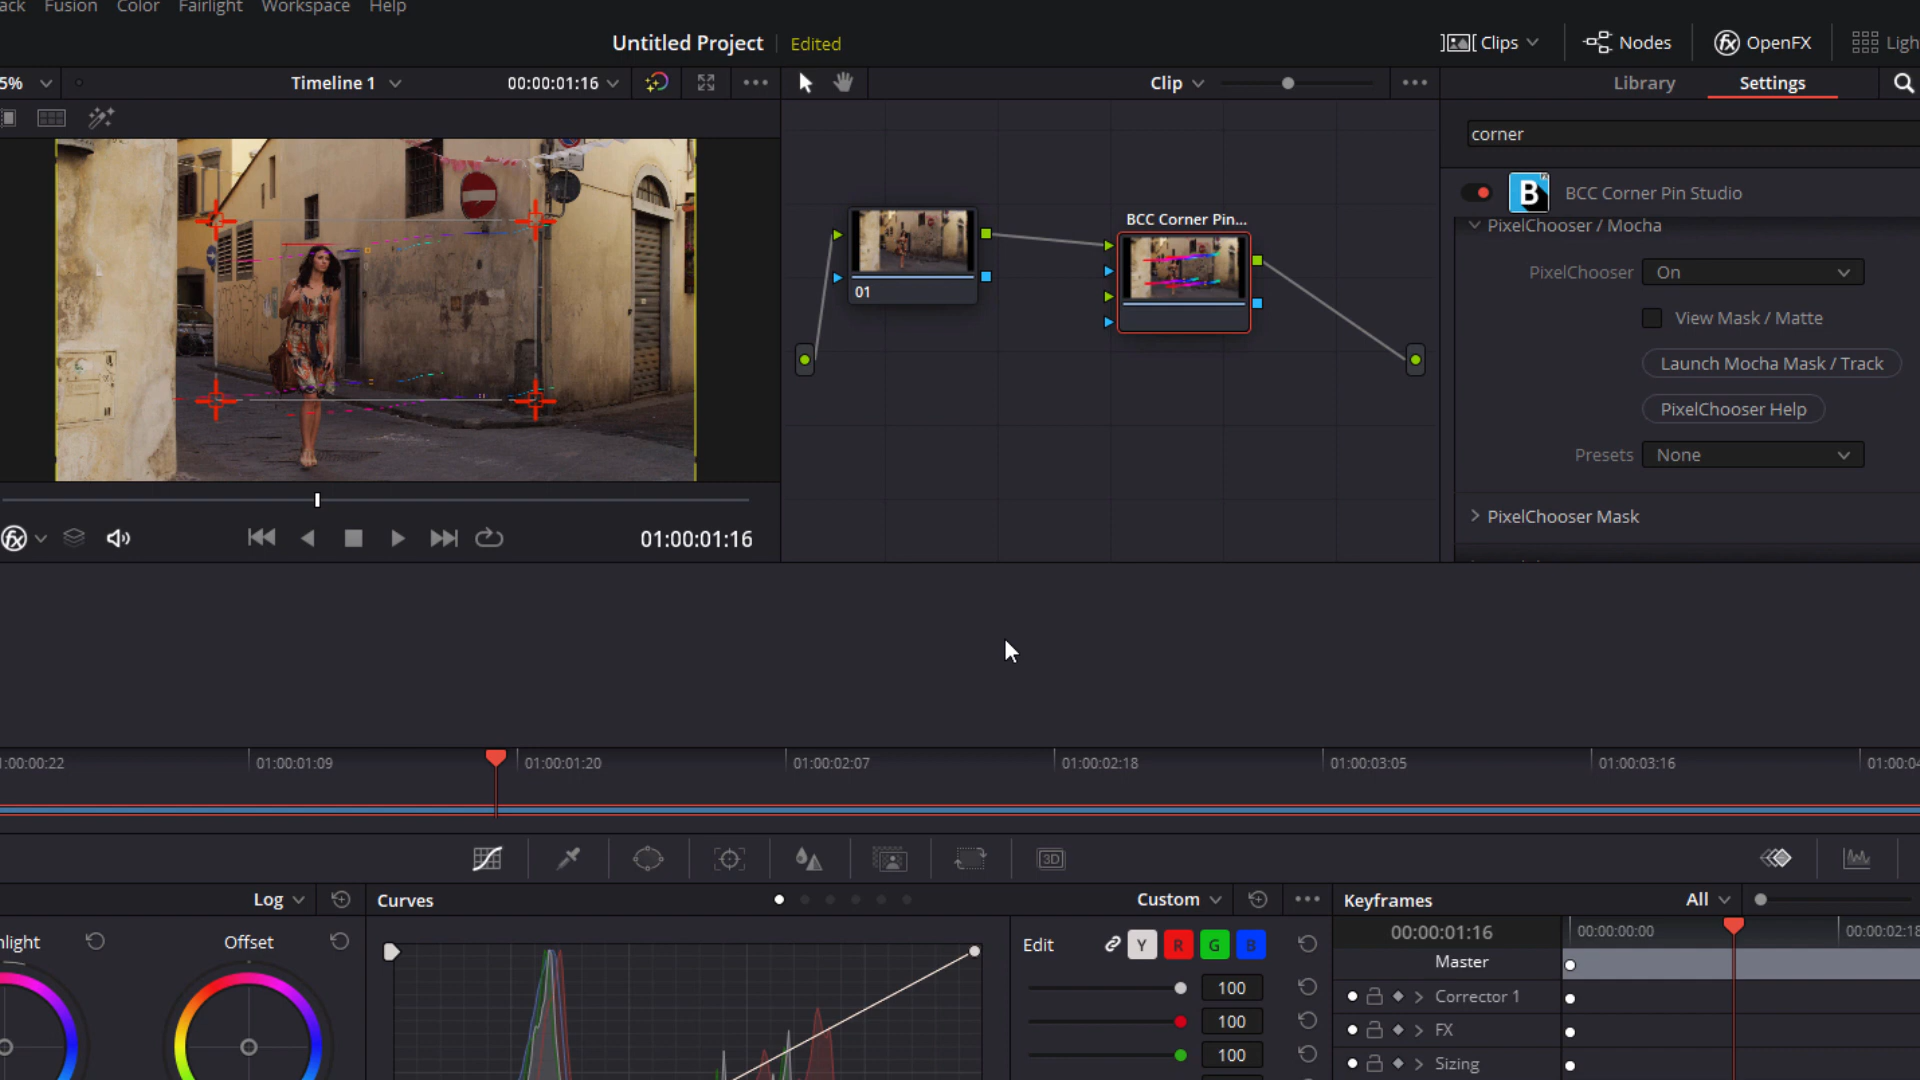 ack Fusion Color Fairlight Workspace Help
Untitled Project Edited
Clips Nodes OpenFX Ligh
5% Timeline 1 00:00:01:16 Clip Library Settings
corner
BCC Corner Pin Studio
PixelChooser / Mocha
PixelChooser On
View Mask / Matte
Launch Mocha Mask / Track
PixelChooser Help
Presets None
PixelChooser Mask
BCC Corner Pin...
01
01:00:01:16
:00:00:22 01:00:01:09 01:00:01:20 01:00:02:07 01:00:02:18 01:00:03:05 01:00:03:16 01:00:04
3D
Log Curves Custom Keyframes All
light Offset
Edit Y R G B
100
100
100
00:00:01:16 00:00:00:00 00:00:02:18
Master
Corrector 1
FX
Sizing